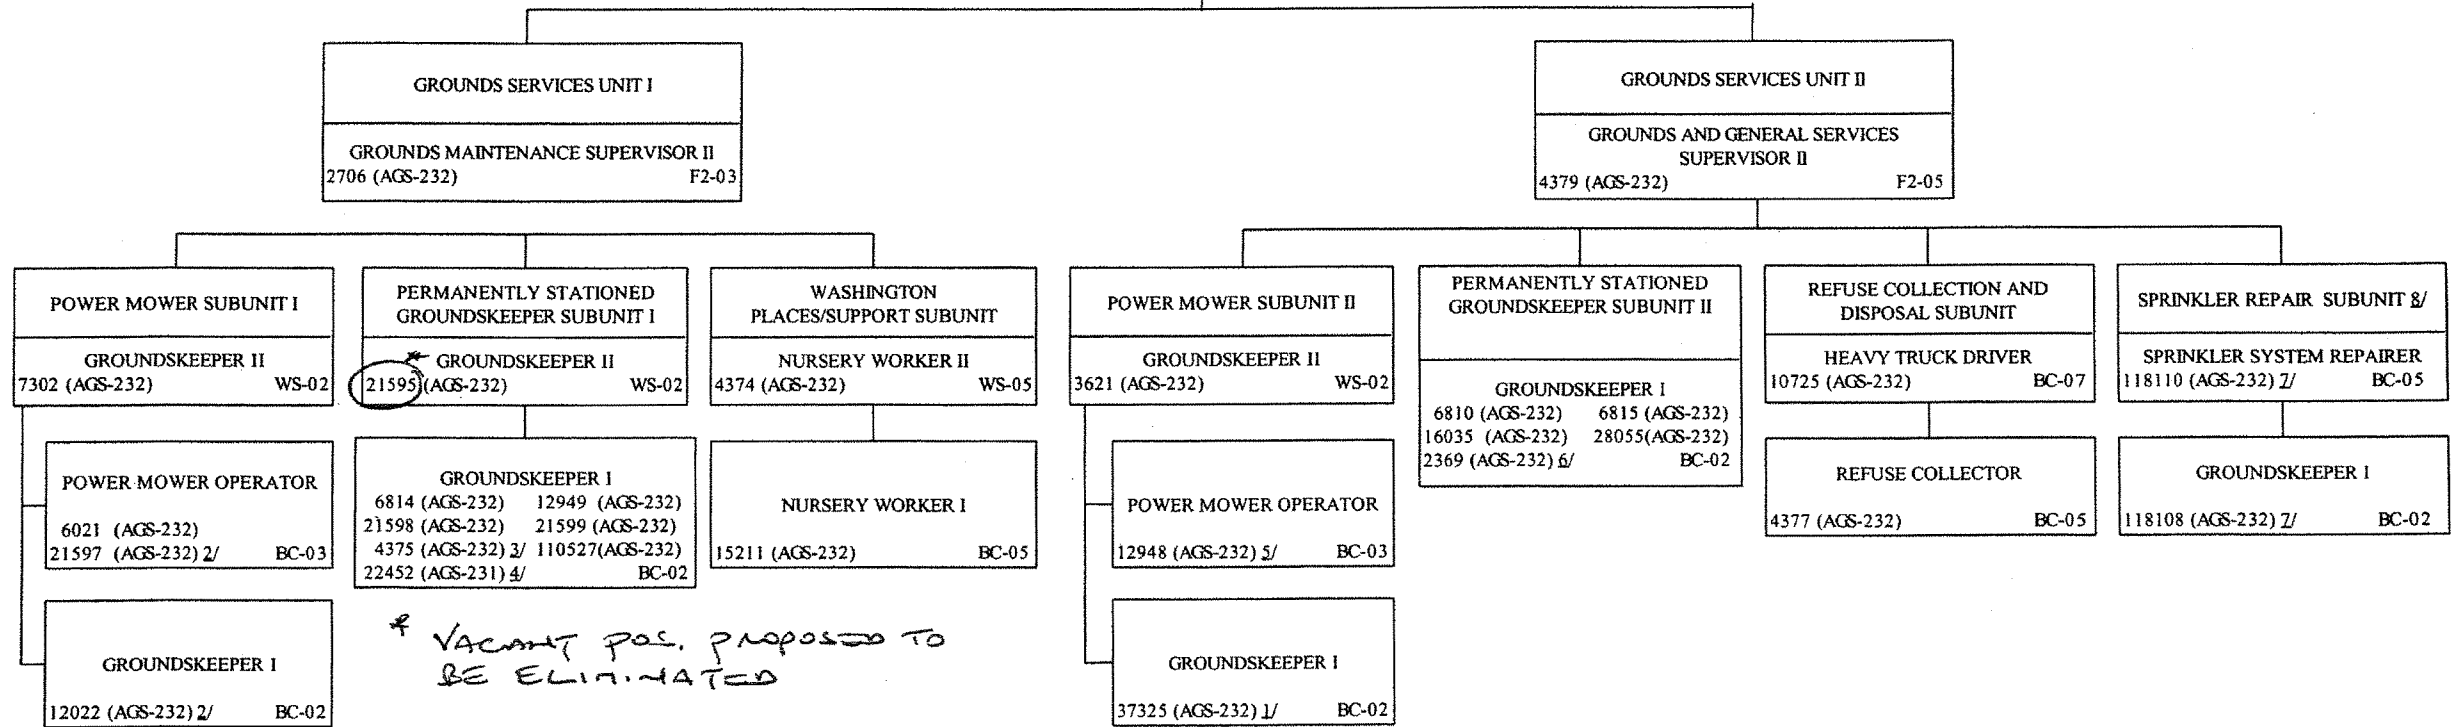 GROUNDS SERVICES UNIT I
GROUNDS MAINTENANCE SUPERVISOR II
2706 (AGS-232) F2-03
GROUNDS SERVICES UNIT II
GROUNDS AND GENERAL SERVICES
SUPERVISOR II
4379 (AGS-232) F2-05
POWER MOWER SUBUNIT I
GROUNDSKEEPER II
7302 (AGS-232) WS-02
POWER MOWER OPERATOR
6021 (AGS-232)
21597 (AGS-232) 2/ BC-03
GROUNDSKEEPER I
12022 (AGS-232) 2/ BC-02
PERMANENTLY STATIONED
GROUNDSKEEPER SUBUNIT I
* GROUNDSKEEPER II
21595 (AGS-232) WS-02
GROUNDSKEEPER I
6814 (AGS-232) 12949 (AGS-232)
21598 (AGS-232) 21599 (AGS-232)
4375 (AGS-232) 3/ 110527(AGS-232)
22452 (AGS-231) 4/ BC-02
* VACANT POS. PROPOSED TO
BE ELIMINATED
WASHINGTON
PLACES/SUPPORT SUBUNIT
NURSERY WORKER II
4374 (AGS-232) WS-05
NURSERY WORKER I
15211 (AGS-232) BC-05
POWER MOWER SUBUNIT II
GROUNDSKEEPER II
3621 (AGS-232) WS-02
POWER MOWER OPERATOR
12948 (AGS-232) 5/ BC-03
GROUNDSKEEPER I
37325 (AGS-232) 1/ BC-02
PERMANENTLY STATIONED
GROUNDSKEEPER SUBUNIT II
GROUNDSKEEPER I
6810 (AGS-232) 6815 (AGS-232)
16035 (AGS-232) 28055(AGS-232)
2369 (AGS-232) 6/ BC-02
REFUSE COLLECTION AND
DISPOSAL SUBUNIT
HEAVY TRUCK DRIVER
10725 (AGS-232) BC-07
REFUSE COLLECTOR
4377 (AGS-232) BC-05
SPRINKLER REPAIR SUBUNIT 8/
SPRINKLER SYSTEM REPAIRER
118110 (AGS-232) 7/ BC-05
GROUNDSKEEPER I
118108 (AGS-232) 7/ BC-02